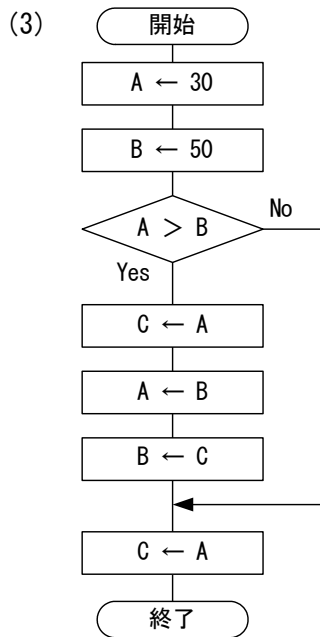 (3)
開始
A ← 30
B ← 50
A ＞ B
No
Yes
C ← A
A ← B
B ← C
C ← A
終了